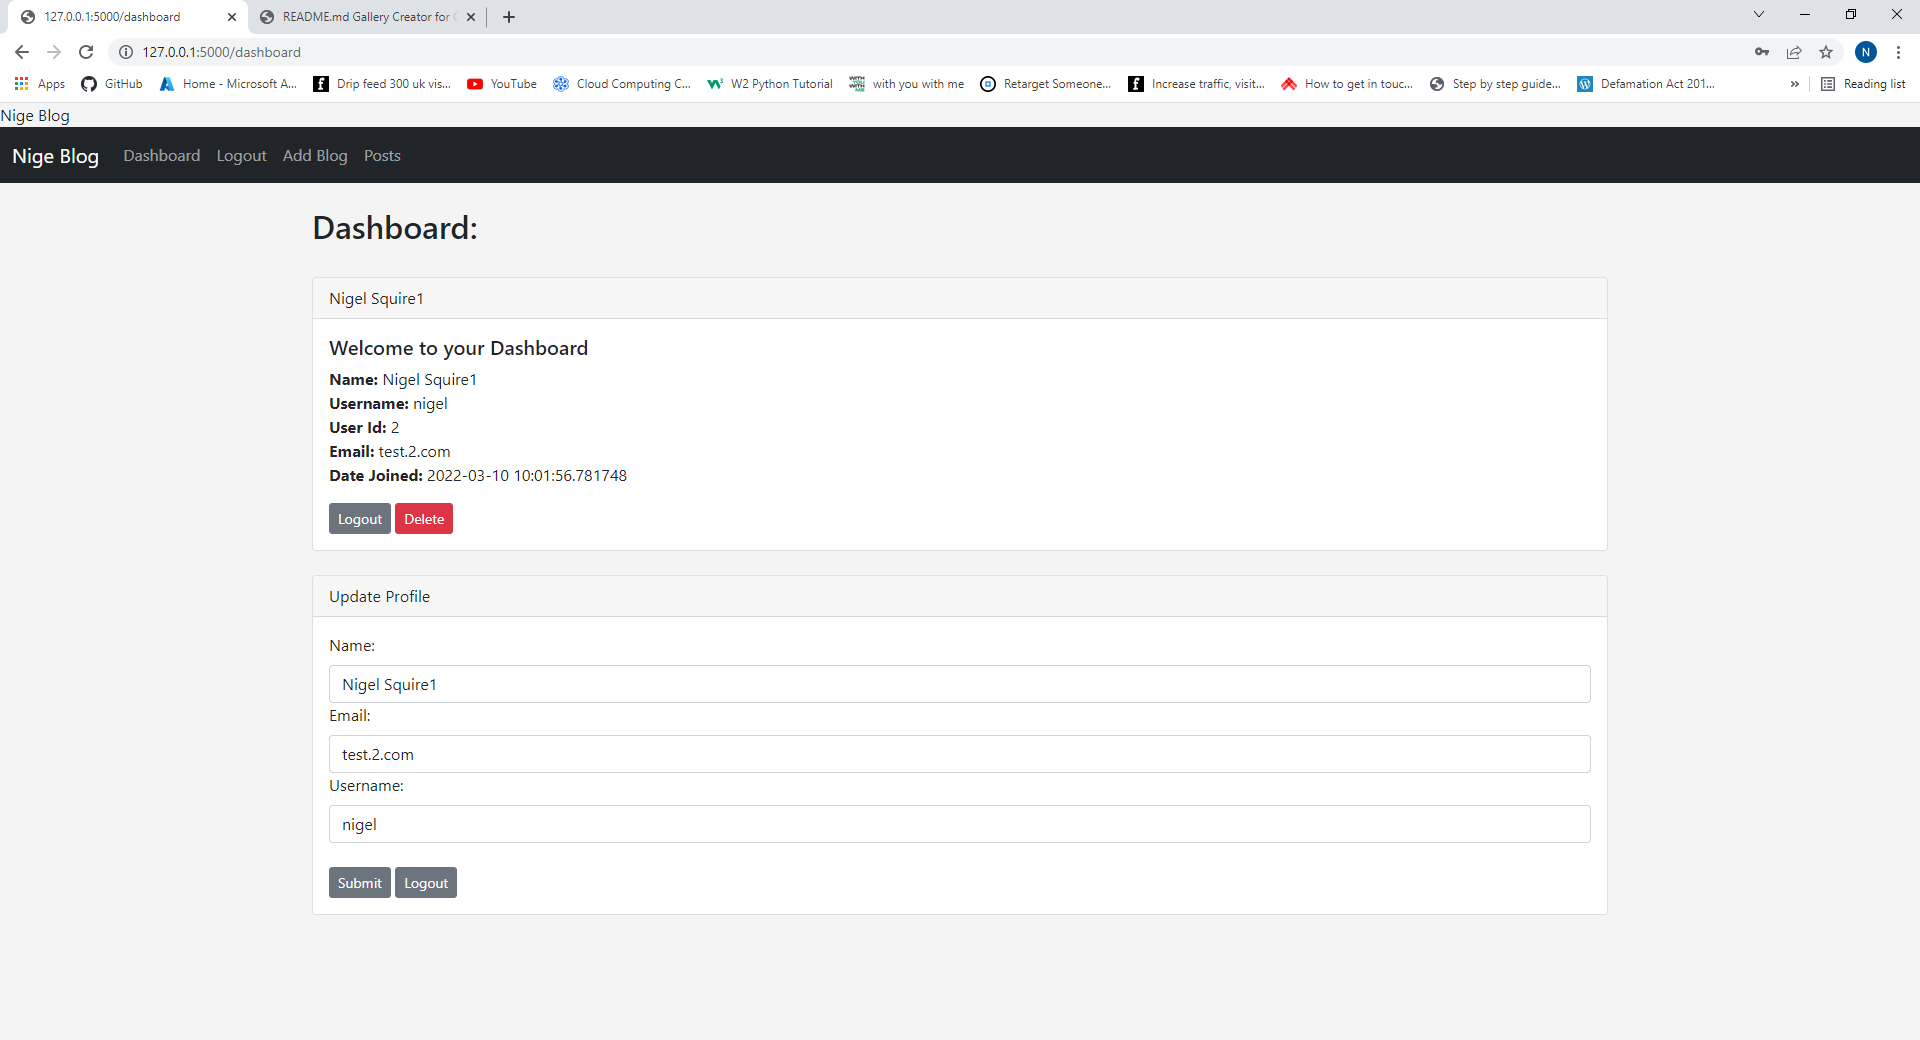 127.0.0.1:5000/dashboard README.md Gallery Creator for
127.0.0.1:5000/dashboard N
Apps GitHub Home - Microsoft A... Drip feed 300 uk vis... YouTube Cloud Computing C... W2 Python Tutorial with you with me Retarget Someone... Increase traffic, visit... How to get in touc... Step by step guide... Defamation Act 201... » Reading list
Nige Blog
Nige Blog Dashboard Logout Add Blog Posts
Dashboard:
Nigel Squire1
Welcome to your Dashboard
Name: Nigel Squire1
Username: nigel
User Id: 2
Email: test.2.com
Date Joined: 2022-03-10 10:01:56.781748
Logout Delete
Update Profile
Name:
Nigel Squire1
Email:
test.2.com
Username:
nigel
Submit Logout